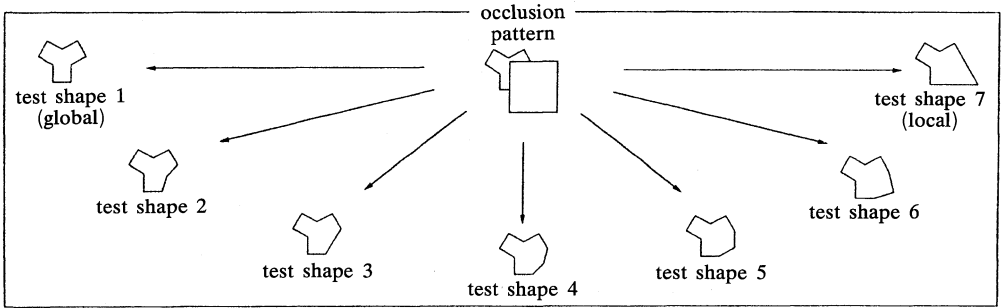 occlusion
pattern
test shape 1
(global)
test shape 7
(local)
test shape 2
test shape 6
test shape 3
test shape 5
test shape 4